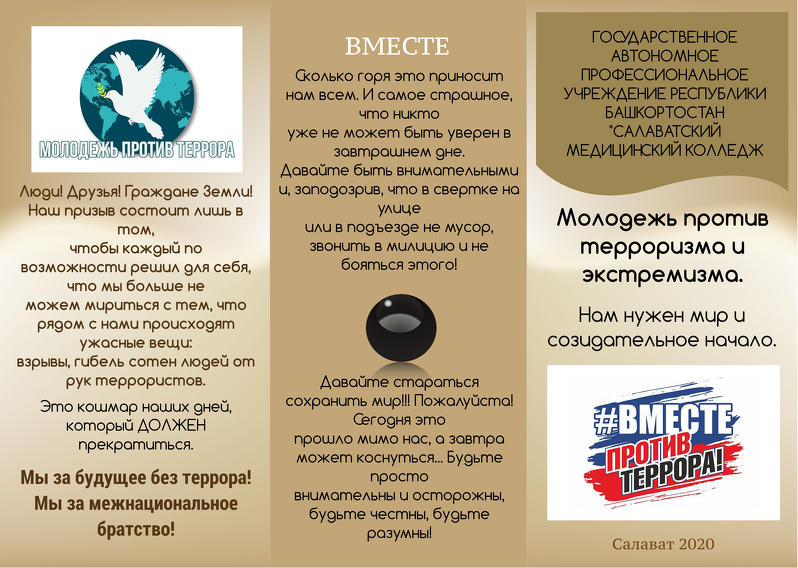 МОЛОДЕЖЬ ПРОТИВ ТЕРРОРА
Люди! Друзья! Граждане Земли!
Наш призыв состоит лишь в
том,
чтобы каждый по
возможности решил для себя,
что мы больше не
можем мириться с тем, что
рядом с нами происходят
ужасные вещи:
взрывы, гибель сотен людей от
рук террористов.
Это кошмар наших дней,
который ДОЛЖЕН
прекратиться.
Мы за будущее без террора!
Мы за межнациональное
братство!
ВМЕСТЕ
Сколько горя это приносит
нам всем. И самое страшное,
что никто
уже не может быть уверен в
завтрашнем дне.
Давайте быть внимательными
и, заподозрив, что в свертке на
улице
или в подъезде не мусор,
звонить в милицию и не
бояться этого!
Давайте стараться
сохранить мир!!! Пожалуйста!
Сегодня это
прошло мимо нас, а завтра
может коснуться... Будьте
просто
внимательны и осторожны,
будьте честны, будьте
разумны!
ГОСУДАРСТВЕННОЕ
АВТОНОМНОЕ
ПРОФЕССИОНАЛЬНОЕ
УЧРЕЖДЕНИЕ РЕСПУБЛИКИ
БАШКОРТОСТАН
"САЛАВАТСКИЙ
МЕДИЦИНСКИЙ КОЛЛЕДЖ
Молодежь против
терроризма и
экстремизма.
Нам нужен мир и
созидательное начало.
#ВМЕСТЕ
ПРОТИВ
ТЕРРОРА!
Салават 2020